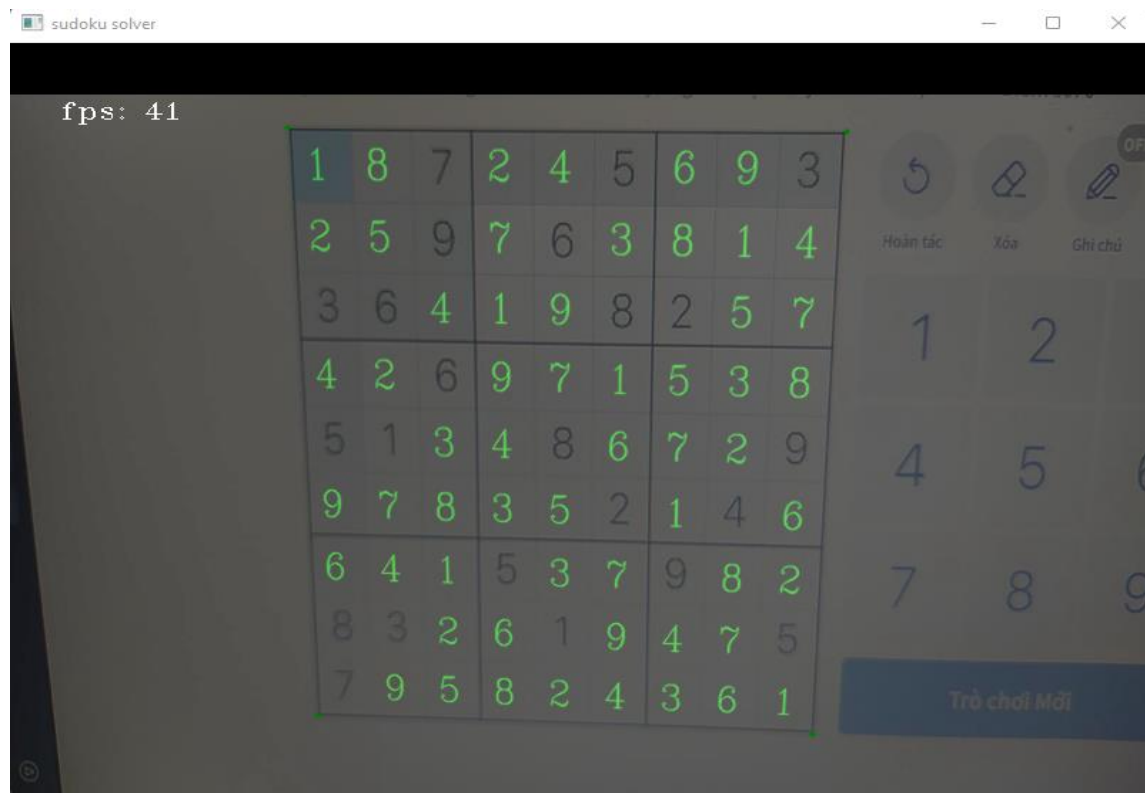 sudoku solver
fps: 41
1 8 7 2 4 5 6 9 3
2 5 9 7 6 3 8 1 4
3 6 4 1 9 8 2 5 7
4 2 6 9 7 1 5 3 8
5 1 3 4 8 6 7 2 9
9 7 8 3 5 2 1 4 6
6 4 1 5 3 7 9 8 2
8 3 2 6 1 9 4 7 5
7 9 5 8 2 4 3 6 1
OF
Hoàn tác Xóa Ghi chú
1 2
4 5 6
7 8 9
Trò chơi Mới